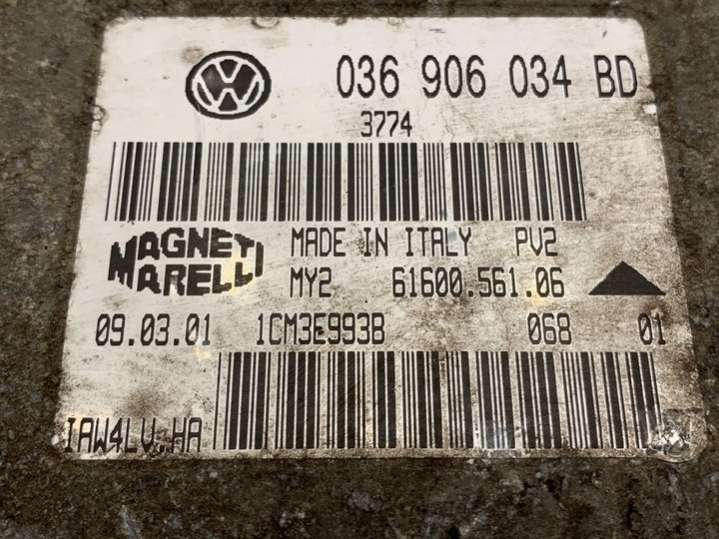 036 906 034 BD
3774
MAGNETI MARELLI
MADE IN ITALY PV2
MY2 61600.561.06
09.03.01 1CM3E993B 068 01
IAW4LV.HA